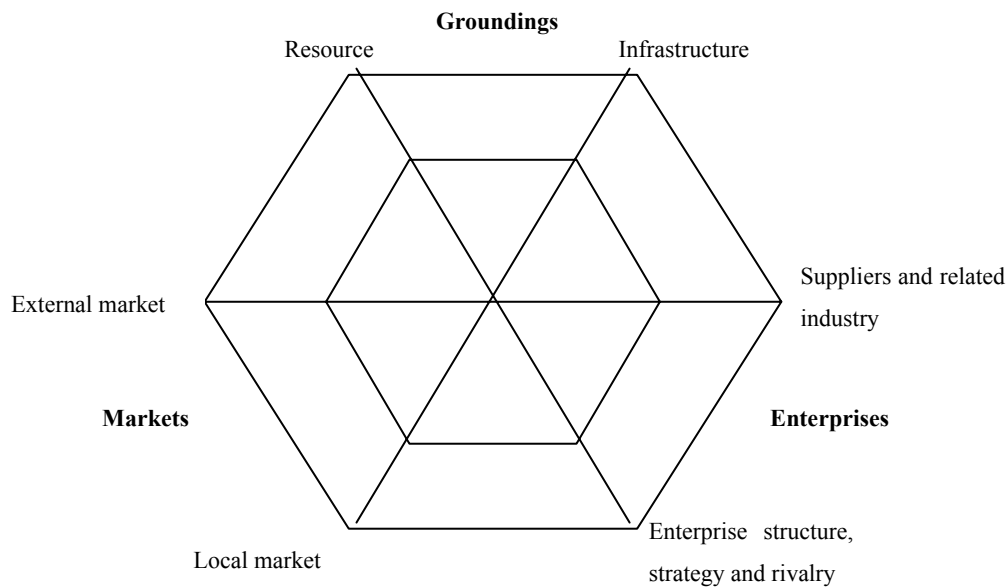 Groundings
Resource
Infrastructure
External market
Suppliers and related
industry
Markets
Enterprises
Local market
Enterprise structure,
strategy and rivalry